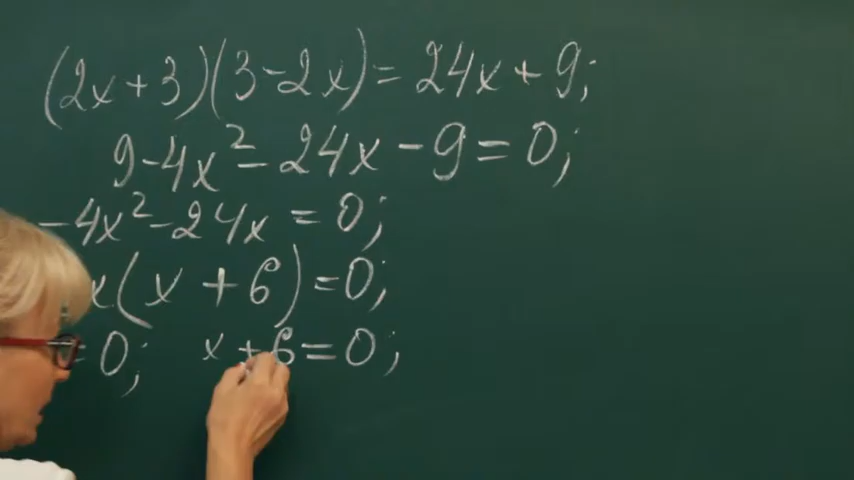 (2x+3)(3-2x)=24x+9;
9-4x²-24x-9=0;
-4x²-24x=0;
x(x+6)=0;
=0; x+6=0;